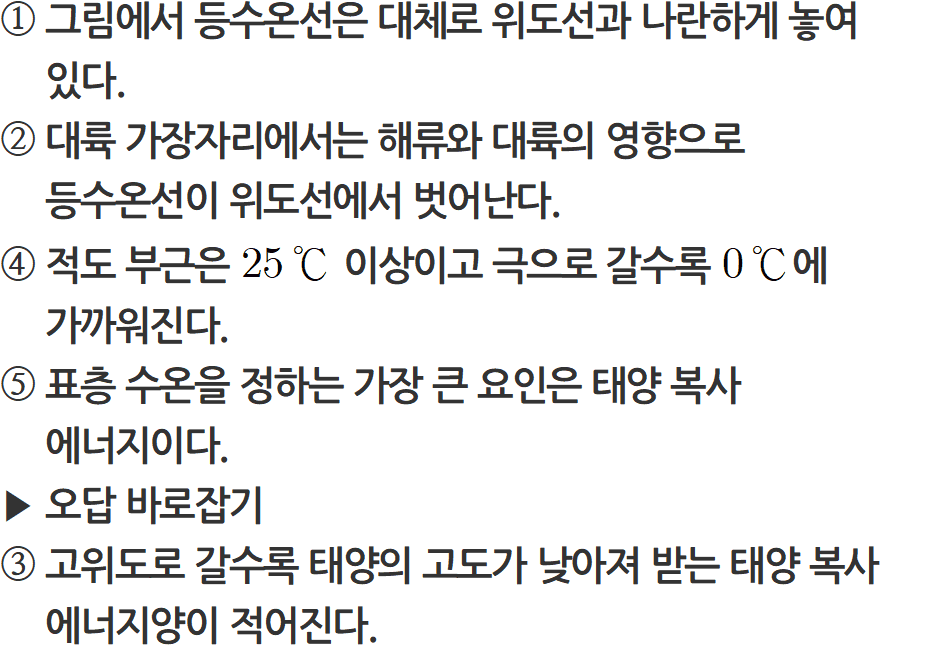 ① 그림에서 등수온선은 대체로 위도선과 나란하게 놓여
있다.
② 대륙 가장자리에서는 해류와 대륙의 영향으로
등수온선이 위도선에서 벗어난다.
④ 적도 부근은 25 ℃ 이상이고 극으로 갈수록 0 ℃에
가까워진다.
⑤ 표층 수온을 정하는 가장 큰 요인은 태양 복사
에너지이다.
▶ 오답 바로잡기
③ 고위도로 갈수록 태양의 고도가 낮아져 받는 태양 복사
에너지양이 적어진다.